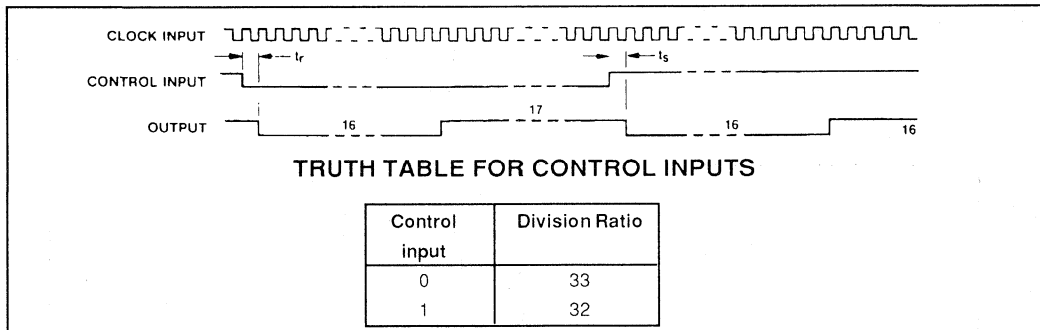 CLOCK INPUT
tr
ts
CONTROL INPUT
17
OUTPUT 16 16 16
TRUTH TABLE FOR CONTROL INPUTS
Control input Division Ratio
0 33
1 32